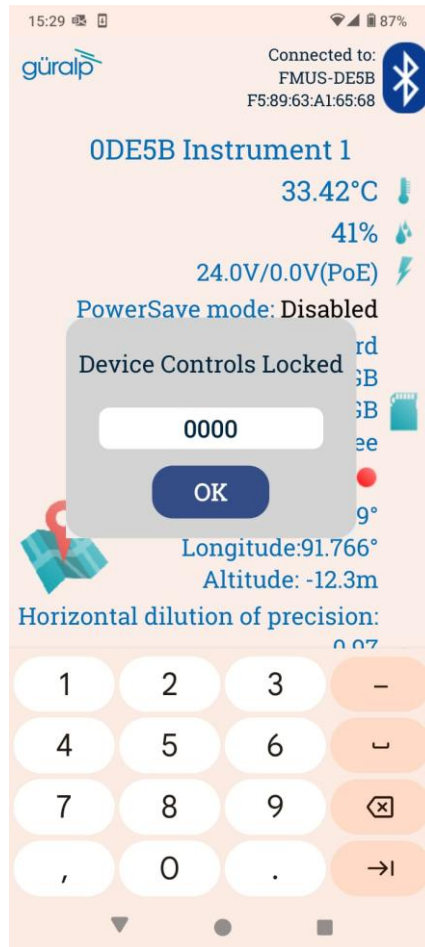 15:29
87%
güralp
Connected to:
FMUS-DE5B
F5:89:63:A1:65:68
0DE5B Instrument 1
33.42°C
41%
24.0V/0.0V(PoE)
PowerSave mode: Disabled
Device Controls Locked
0000
OK
Longitude:91.766°
Altitude: -12.3m
Horizontal dilution of precision:
1 2 3 –
4 5 6
7 8 9
, 0 .